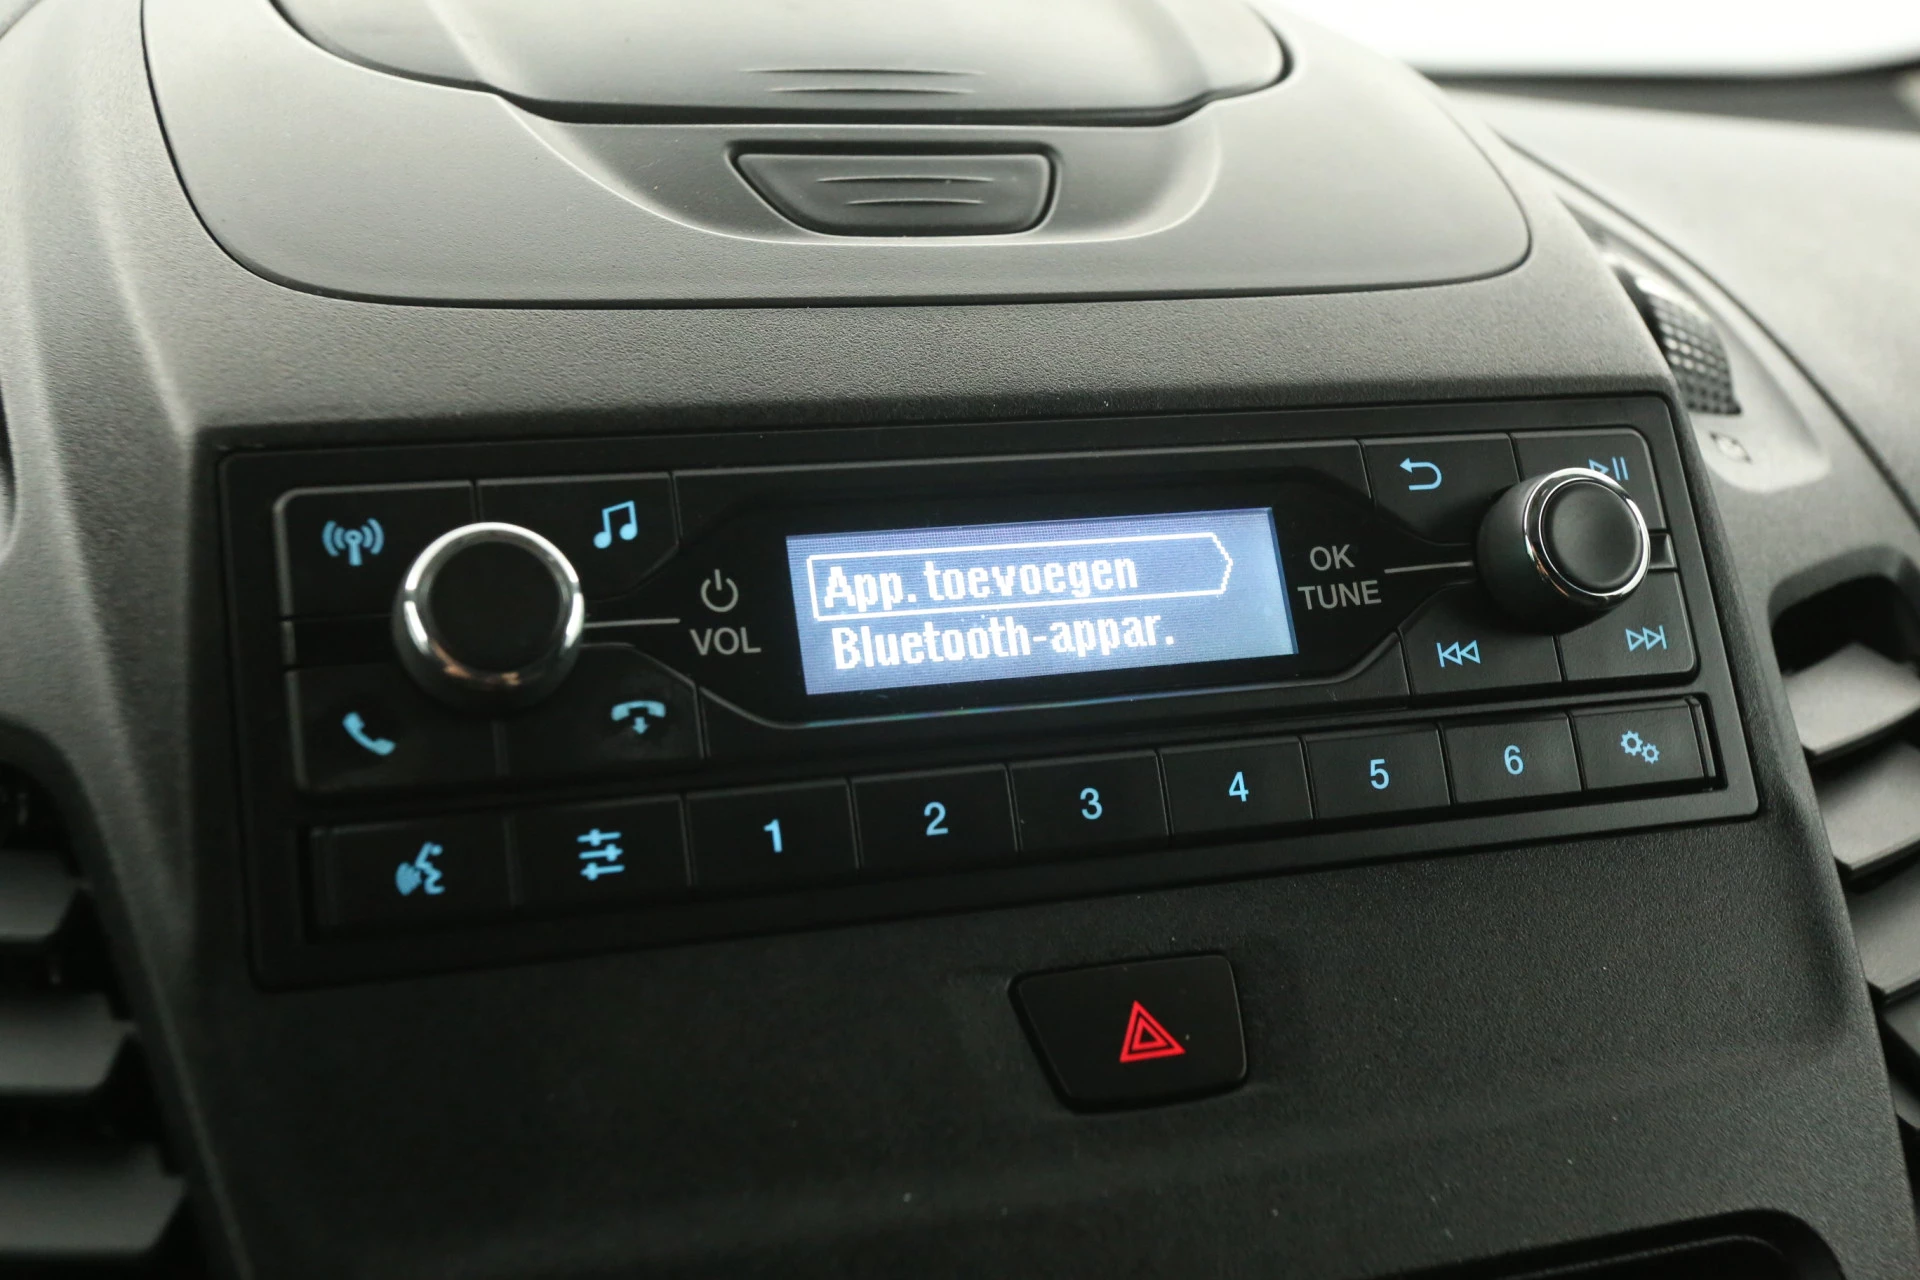 App. toevoegen
Bluetooth-appar.
VOL
OK
TUNE
1 2 3 4 5 6